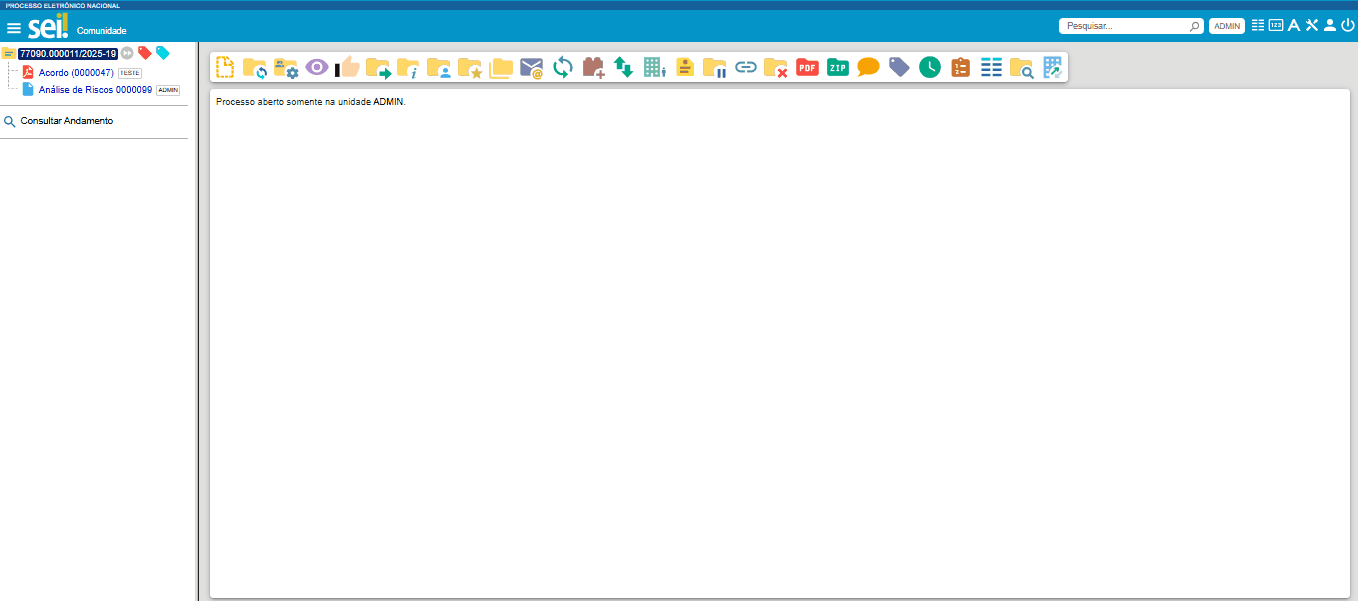 PROCESSO ELETRÔNICO NACIONAL
sei! Comunidade
Pesquisar... ADMIN 123 A
77090.000011/2025-19
Acordo (0000047) TESTE
Análise de Riscos 0000099 ADMIN
Consultar Andamento
PDF ZIP
Processo aberto somente na unidade ADMIN.